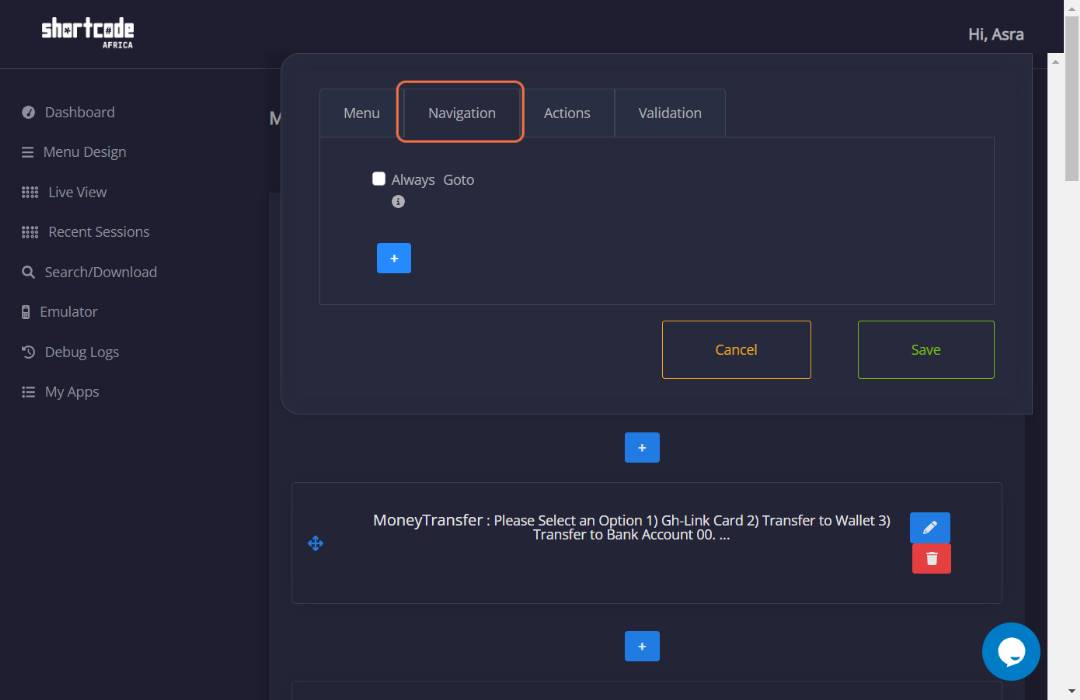 shortcode
AFRICA
Hi, Asra
Dashboard
Menu Design
Live View
Recent Sessions
Search/Download
Emulator
Debug Logs
My Apps
M
Menu
Navigation
Actions
Validation
Always Goto
+
Cancel
Save
+
MoneyTransfer : Please Select an Option 1) Gh-Link Card 2) Transfer to Wallet 3)
Transfer to Bank Account 00. ...
+